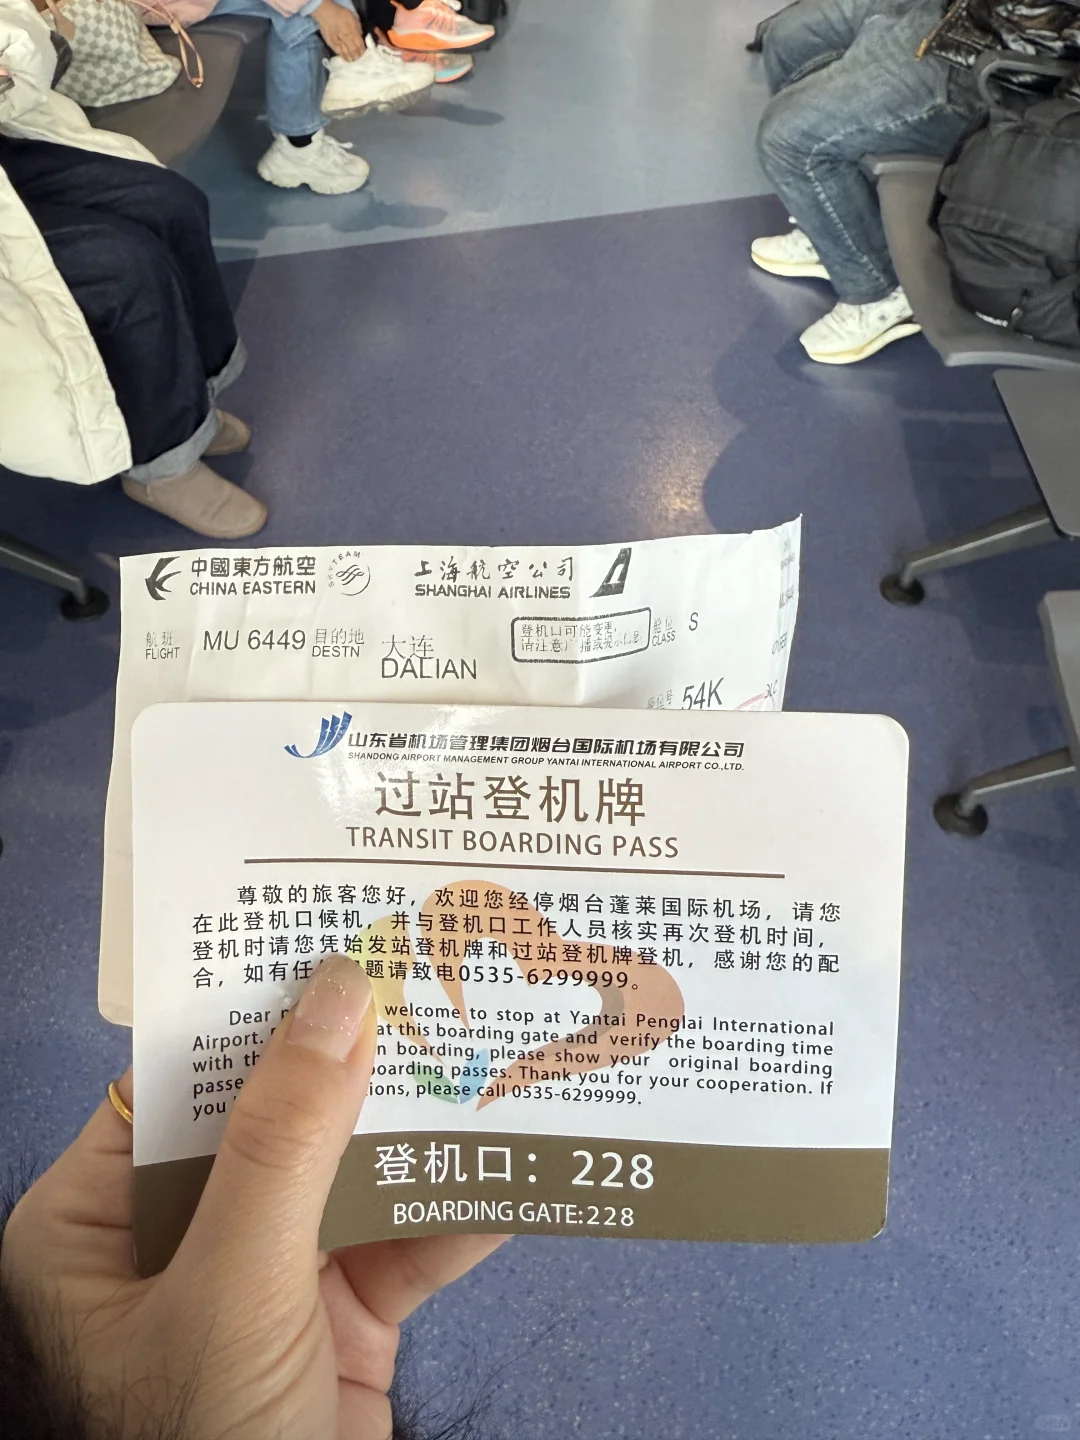 中國東方航空
CHINA EASTERN
SKYTEAM
上海航空公司
SHANGHAI AIRLINES
航班
FLIGHT
MU 6449
目的地
DESTN
大连
DALIAN
登机口可能变更,
请注意广播或提示信息
舱位
CLASS
S
座位号
54K
山东省机场管理集团烟台国际机场有限公司
SHANDONG AIRPORT MANAGEMENT GROUP YANTAI INTERNATIONAL AIRPORT CO.,LTD.
过站登机牌
TRANSIT BOARDING PASS
尊敬的旅客您好，欢迎您经停烟台蓬莱国际机场，请您
在此登机口候机，并与登机口工作人员核实再次登机时间，
登机时请您凭始发站登机牌和过站登机牌登机，感谢您的配
合，如有任 题请致电0535-6299999。
Dear welcome to stop at Yantai Penglai International
Airport. at this boarding gate and verify the boarding time
with th n boarding, please show your original boarding
passe boarding passes. Thank you for your cooperation. If
you tions, please call 0535-6299999.
登机口：228
BOARDING GATE:228